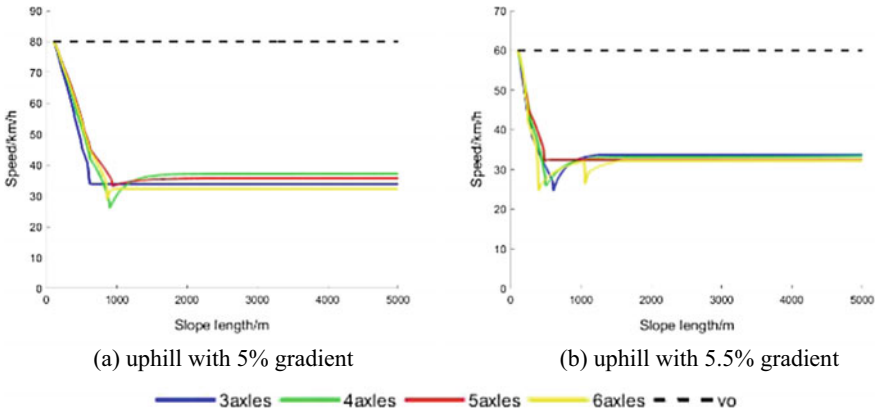 90
80
70
60
50
40
30
20
10
0
Speed/km/h
0 1000 2000 3000 4000 5000
Slope length/m
(a) uphill with 5% gradient
70
60
50
40
30
20
10
0
Speed/km/h
0 1000 2000 3000 4000 5000
Slope length/m
(b) uphill with 5.5% gradient
3axles 4axles 5axles 6axles vo